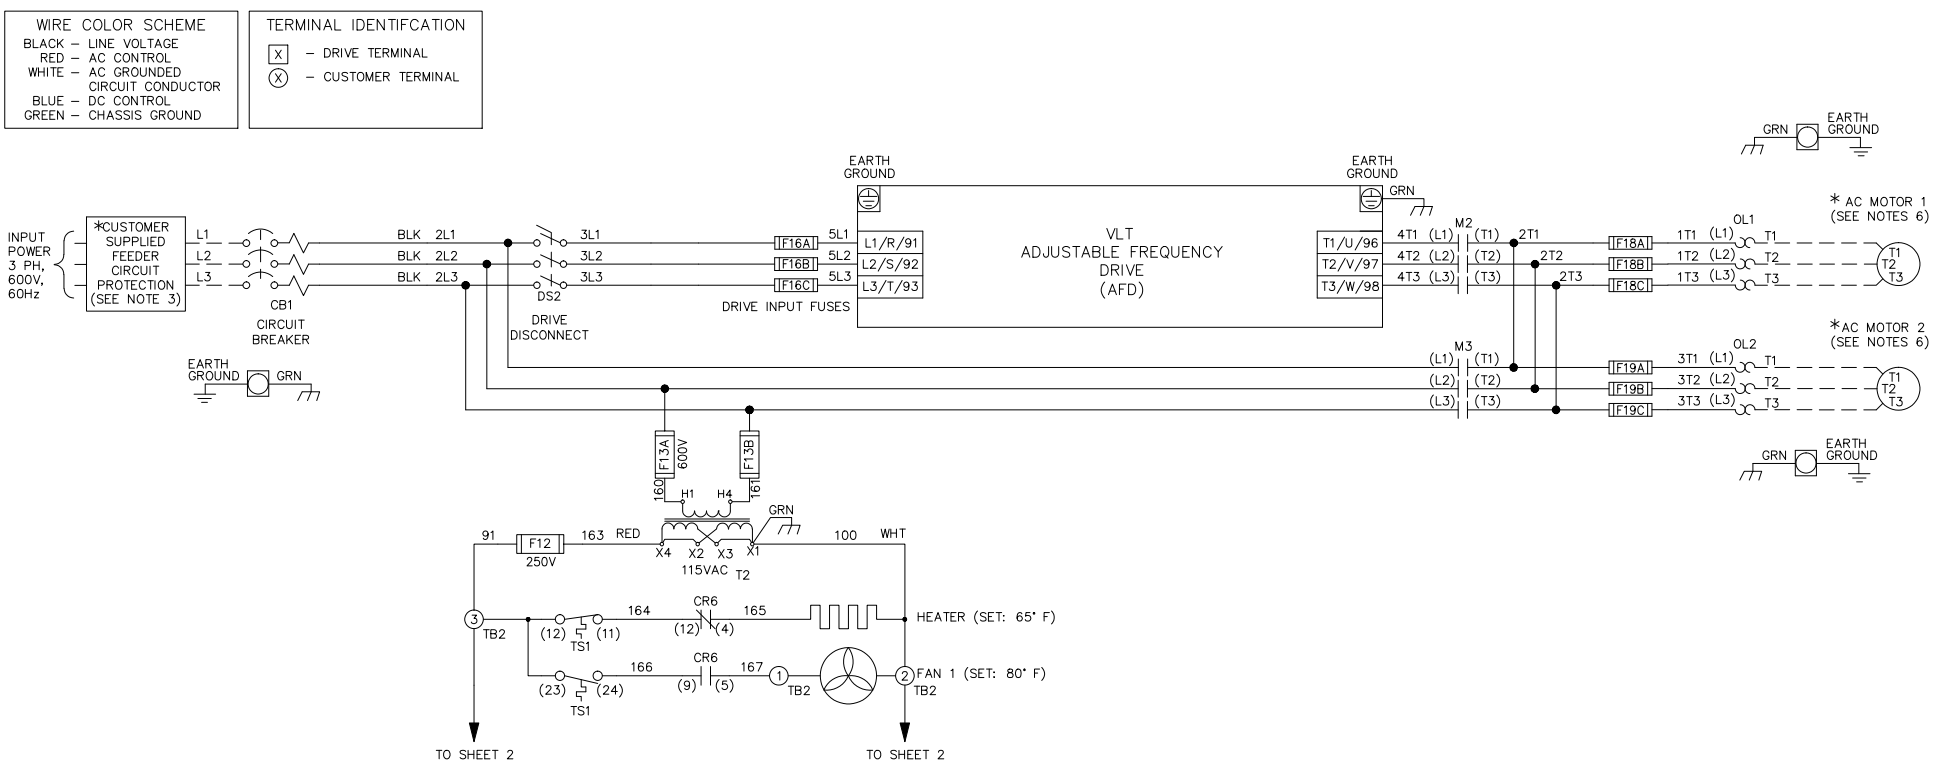 WIRE COLOR SCHEME
BLACK – LINE VOLTAGE
RED – AC CONTROL
WHITE – AC GROUNDED
CIRCUIT CONDUCTOR
BLUE – DC CONTROL
GREEN – CHASSIS GROUND
TERMINAL IDENTIFCATION
X – DRIVE TERMINAL
X – CUSTOMER TERMINAL
EARTH
GROUND
GRN
EARTH
GROUND
EARTH
GROUND
GRN
INPUT
POWER
3 PH,
600V,
60Hz
*CUSTOMER
SUPPLIED
FEEDER
CIRCUIT
PROTECTION
(SEE NOTE 3)
L1
L2
L3
CB1
CIRCUIT
BREAKER
BLK 2L1
BLK 2L2
BLK 2L3
DS2
DRIVE
DISCONNECT
3L1
3L2
3L3
F16A
F16B
F16C
DRIVE INPUT FUSES
5L1
5L2
5L3
L1/R/91
L2/S/92
L3/T/93
VLT
ADJUSTABLE FREQUENCY
DRIVE
(AFD)
T1/U/96
T2/V/97
T3/W/98
M2
4T1 (L1) (T1) 2T1
4T2 (L2) (T2) 2T2
4T3 (L3) (T3) 2T3
F18A
F18B
F18C
OL1
1T1 (L1) T1
1T2 (L2) T2
1T3 (L3) T3
* AC MOTOR 1
(SEE NOTES 6)
T1
T2
T3
M3
(L1) (T1)
(L2) (T2)
(L3) (T3)
F19A
F19B
F19C
OL2
3T1 (L1) T1
3T2 (L2) T2
3T3 (L3) T3
*AC MOTOR 2
(SEE NOTES 6)
T1
T2
T3
EARTH
GROUND
GRN
EARTH
GROUND
GRN
F13A
600V
F13B
160
161
H1 H4
GRN
91
F12
250V
163 RED
X4 X2 X3 X1
115VAC T2
100 WHT
3
TB2
(12) (11)
TS1
164
CR6
(12) (4)
165
HEATER (SET: 65° F)
(23) (24)
TS1
166
CR6
(9) (5)
167
1
TB2
2
TB2
FAN 1 (SET: 80° F)
TO SHEET 2
TO SHEET 2